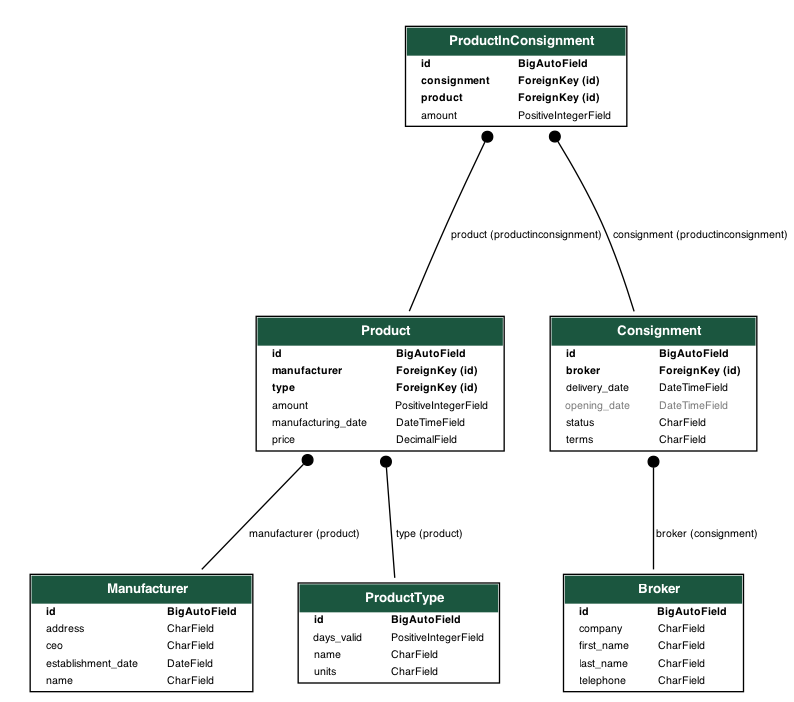 ProductInConsignment
id BigAutoField
consignment ForeignKey (id)
product ForeignKey (id)
amount PositiveIntegerField
product (productinconsignment)
consignment (productinconsignment)
Product
id BigAutoField
manufacturer ForeignKey (id)
type ForeignKey (id)
amount PositiveIntegerField
manufacturing_date DateTimeField
price DecimalField
Consignment
id BigAutoField
broker ForeignKey (id)
delivery_date DateTimeField
opening_date DateTimeField
status CharField
terms CharField
manufacturer (product)
type (product)
broker (consignment)
Manufacturer
id BigAutoField
address CharField
ceo CharField
establishment_date DateField
name CharField
ProductType
id BigAutoField
days_valid PositiveIntegerField
name CharField
units CharField
Broker
id BigAutoField
company CharField
first_name CharField
last_name CharField
telephone CharField